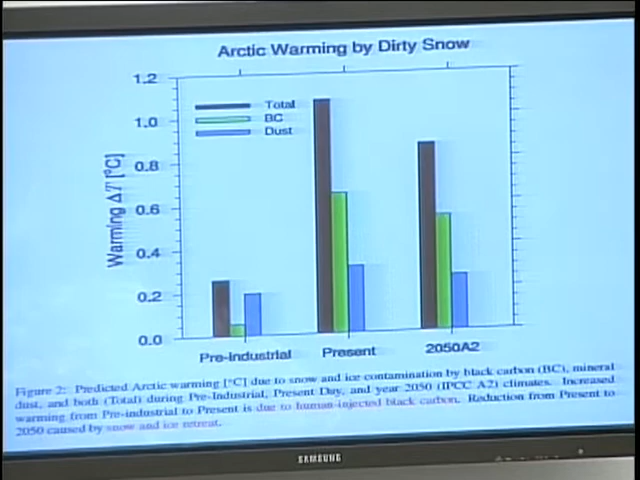 Arctic Warming by Dirty Snow
1.2
1.0
0.8
0.6
0.4
0.2
0.0
Warming ΔT [°C]
Total
BC
Dust
Pre-industrial
Present
2050A2
Figure 2: Predicted Arctic warming [°C] due to snow and ice contamination by black carbon (BC), mineral
dust, and both (Total) during Pre-Industrial, Present Day, and year 2050 (IPCC A2) climates. Increased
warming from Pre-industrial to Present is due to human-injected black carbon. Reduction from Present to
2050 caused by snow and ice retreat.
SAMSUNG